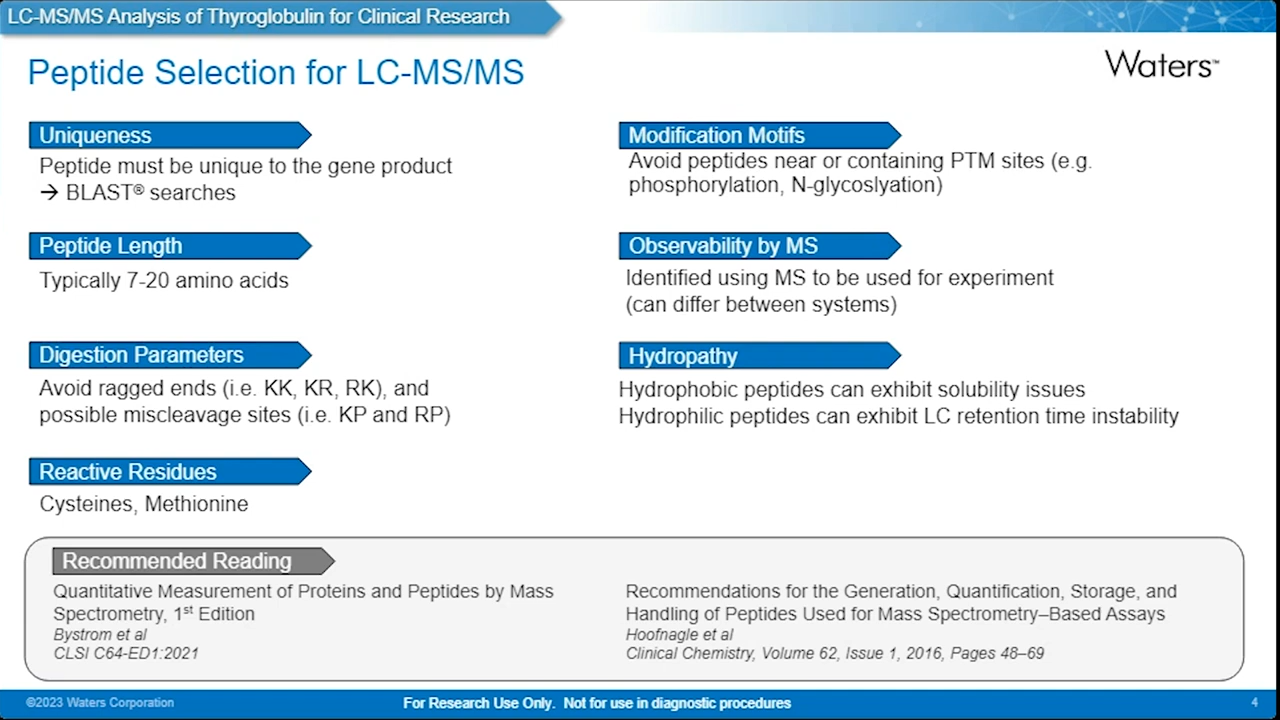 LC-MS/MS Analysis of Thyroglobulin for Clinical Research
Peptide Selection for LC-MS/MS
Waters™
Uniqueness
Peptide must be unique to the gene product
→ BLAST® searches
Peptide Length
Typically 7-20 amino acids
Digestion Parameters
Avoid ragged ends (i.e. KK, KR, RK), and
possible miscleavage sites (i.e. KP and RP)
Reactive Residues
Cysteines, Methionine
Modification Motifs
Avoid peptides near or containing PTM sites (e.g.
phosphorylation, N-glycoslyation)
Observability by MS
Identified using MS to be used for experiment
(can differ between systems)
Hydropathy
Hydrophobic peptides can exhibit solubility issues
Hydrophilic peptides can exhibit LC retention time instability
Recommended Reading
Quantitative Measurement of Proteins and Peptides by Mass
Spectrometry, 1st Edition
Bystrom et al
CLSI C64-ED1:2021
Recommendations for the Generation, Quantification, Storage, and
Handling of Peptides Used for Mass Spectrometry–Based Assays
Hoofnagle et al
Clinical Chemistry, Volume 62, Issue 1, 2016, Pages 48–69
©2023 Waters Corporation
For Research Use Only. Not for use in diagnostic procedures
4